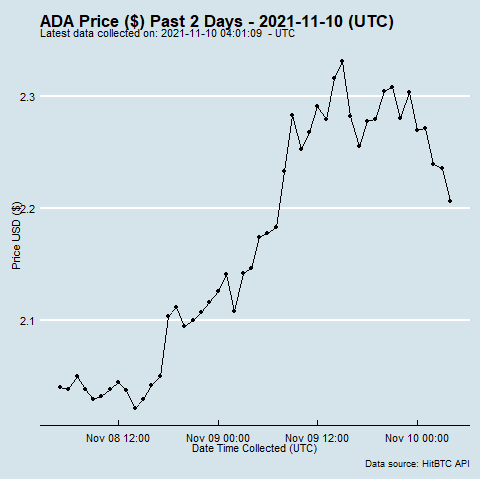 ADA Price ($) Past 2 Days - 2021-11-10 (UTC)
Latest data collected on: 2021-11-10 04:01:09 - UTC
2.3
2.2
2.1
Price USD ($)
Nov 08 12:00
Nov 09 00:00
Nov 09 12:00
Nov 10 00:00
Date Time Collected (UTC)
Data source: HitBTC API